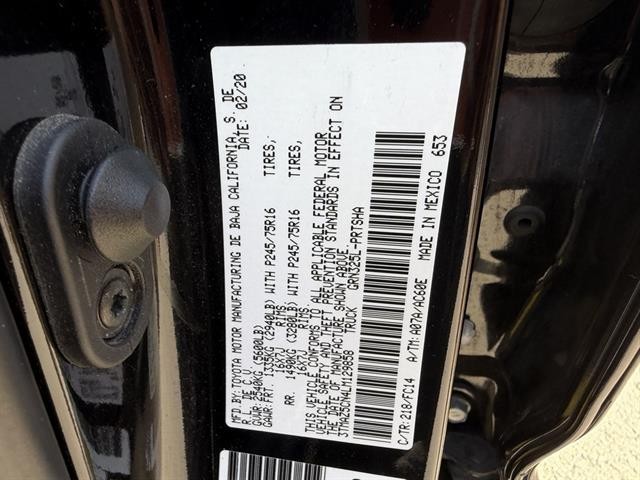 MFD.BY:TOYOTA MOTOR MANUFACTURING DE BAJA CALIFORNIA, S. DE
R.L. DE C.V. DATE: 02/20
GVWR: 2540KG (5600LB)
GAWR:FRT. 1335KG (2940LB) WITH P245/75R16 TIRES,
16X7J RIMS
RR. 1490KG (3280LB) WITH P245/75R16 TIRES,
16X7J RIMS
THIS VEHICLE CONFORMS TO ALL APPLICABLE FEDERAL MOTOR
VEHICLE SAFETY AND THEFT PREVENTION STANDARDS IN EFFECT ON
THE DATE OF MANUFACTURE SHOWN ABOVE.
3TMAZ5CN4LM129858 TRUCK GRN325L-PRTSHA
C/TR:218/FC14 A/TM: A07A/AC60E MADE IN MEXICO 653